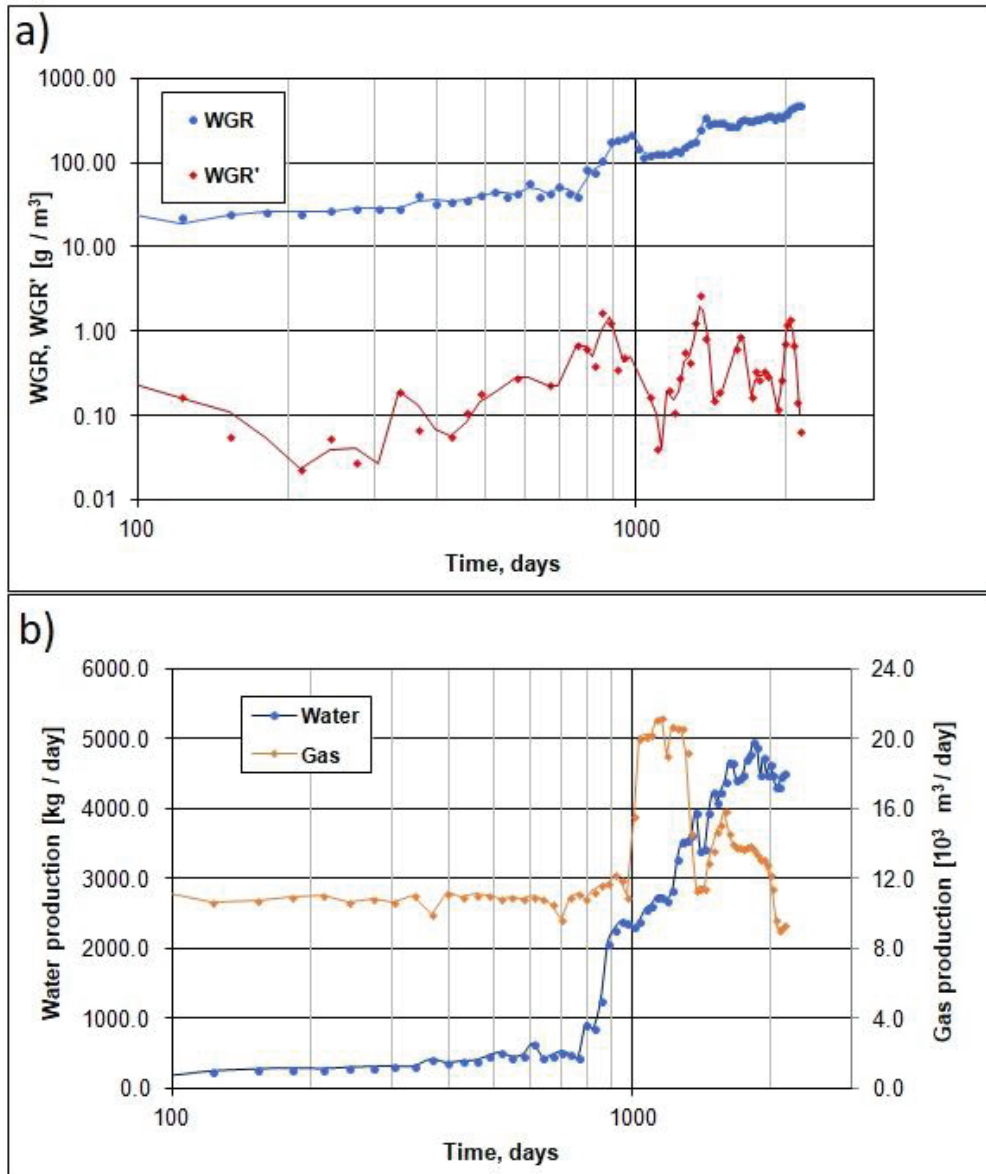 a)
1000.00
100.00
10.00
1.00
0.10
0.01
WGR, WGR' [g / m³]
WGR
WGR'
100
1000
Time, days
b)
6000.0
5000.0
4000.0
3000.0
2000.0
1000.0
0.0
Water production [kg / day]
Water
Gas
24.0
20.0
16.0
12.0
8.0
4.0
0.0
Gas production [10³ m³/ day]
100
1000
Time, days